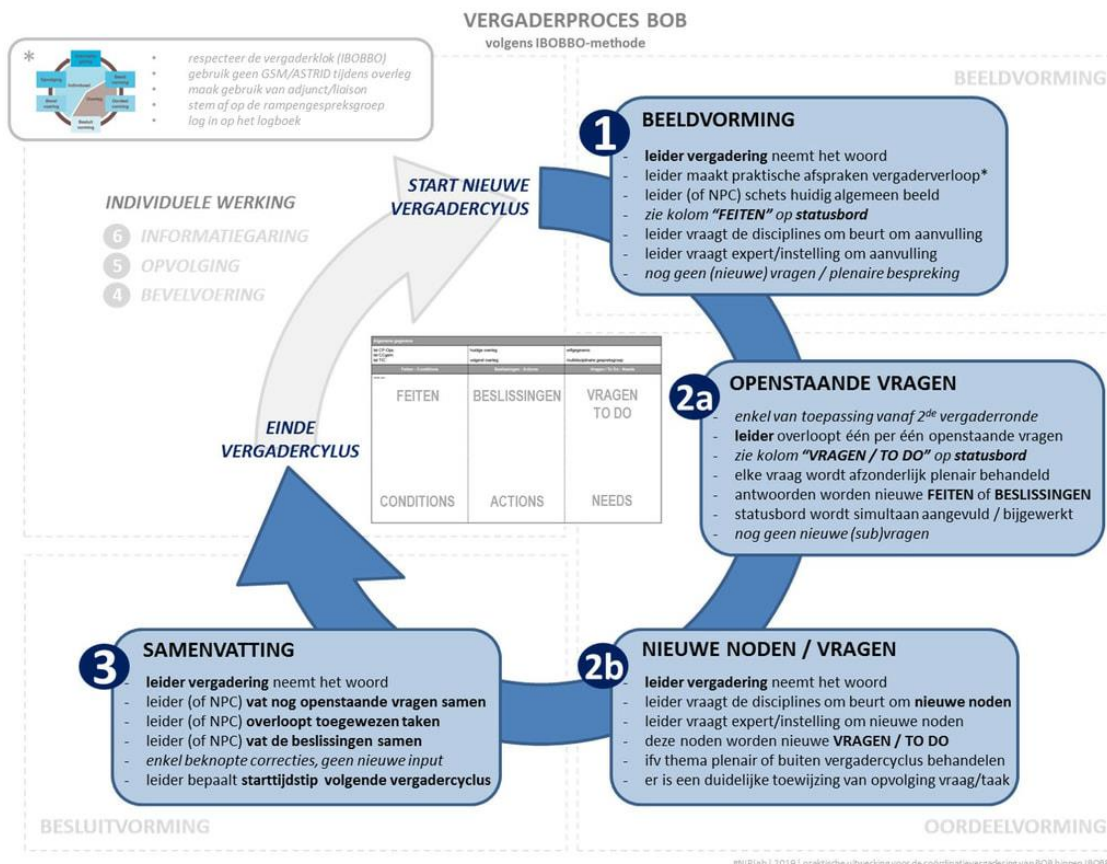 VERGADERPROCES BOB
volgens IBOBBO-methode
*
respecteer de vergaderklok (IBOBBO)
gebruik geen GSM/ASTRID tijdens overleg
maak gebruik van adjunct/liaison
stem af op de rampengespreksgroep
log in op het logboek
BEELDVORMING
1
BEELDVORMING
- leider vergadering neemt het woord
- leider maakt praktische afspraken vergaderverloop*
- leider (of NPC) schets huidig algemeen beeld
- zie kolom "FEITEN" op statusbord
- leider vraagt de disciplines om beurt om aanvulling
- leider vraagt expert/instelling om aanvulling
- nog geen (nieuwe) vragen / plenaire bespreking
START NIEUWE
VERGADERCYLUS
INDIVIDUELE WERKING
6 INFORMATIEGARING
5 OPVOLGING
4 BEVELVOERING
FEITEN
BESLISSINGEN
VRAGEN
TO DO
CONDITIONS
ACTIONS
NEEDS
2a
OPENSTAANDE VRAGEN
- enkel van toepassing vanaf 2de vergaderronde
- leider overloopt één per één openstaande vragen
- zie kolom "VRAGEN / TO DO" op statusbord
- elke vraag wordt afzonderlijk plenair behandeld
- antwoorden worden nieuwe FEITEN of BESLISSINGEN
- statusbord wordt simultaan aangevuld / bijgewerkt
- nog geen nieuwe (sub)vragen
EINDE
VERGADERCYLUS
2b
NIEUWE NODEN / VRAGEN
- leider vergadering neemt het woord
- leider vraagt de disciplines om beurt om nieuwe noden
- leider vraagt expert/instelling om nieuwe noden
- deze noden worden nieuwe VRAGEN / TO DO
- ifv thema plenair of buiten vergadercyclus behandelen
- er is een duidelijke toewijzing van opvolging vraag/taak
3
SAMENVATTING
- leider vergadering neemt het woord
- leider (of NPC) vat nog openstaande vragen samen
- leider (of NPC) overloopt toegewezen taken
- leider (of NPC) vat de beslissingen samen
- enkel beknopte correcties, geen nieuwe input
- leider bepaalt starttijdstip volgende vergadercyclus
BESLUITVORMING
OORDEELVORMING